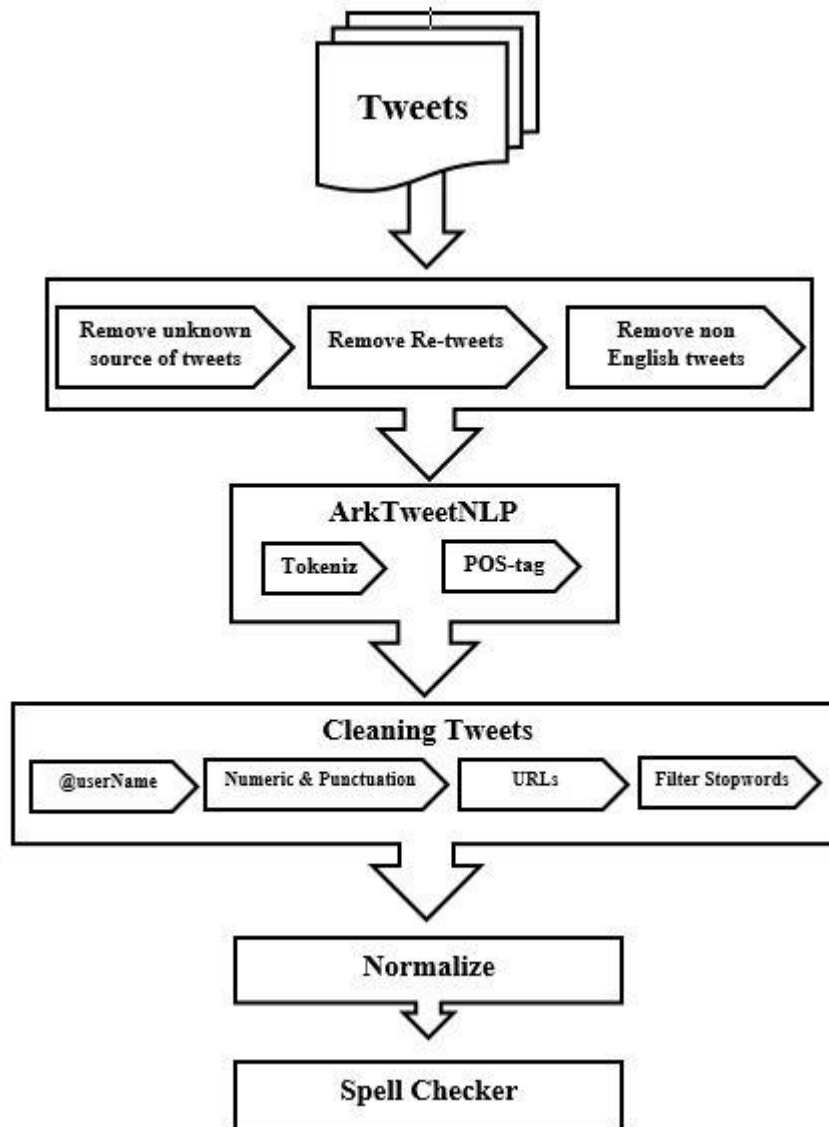 Tweets
Remove unknown
source of tweets
Remove Re-tweets
Remove non
English tweets
ArkTweetNLP
Tokeniz
POS-tag
Cleaning Tweets
@userName
Numeric & Punctuation
URLs
Filter Stopwords
Normalize
Spell Checker